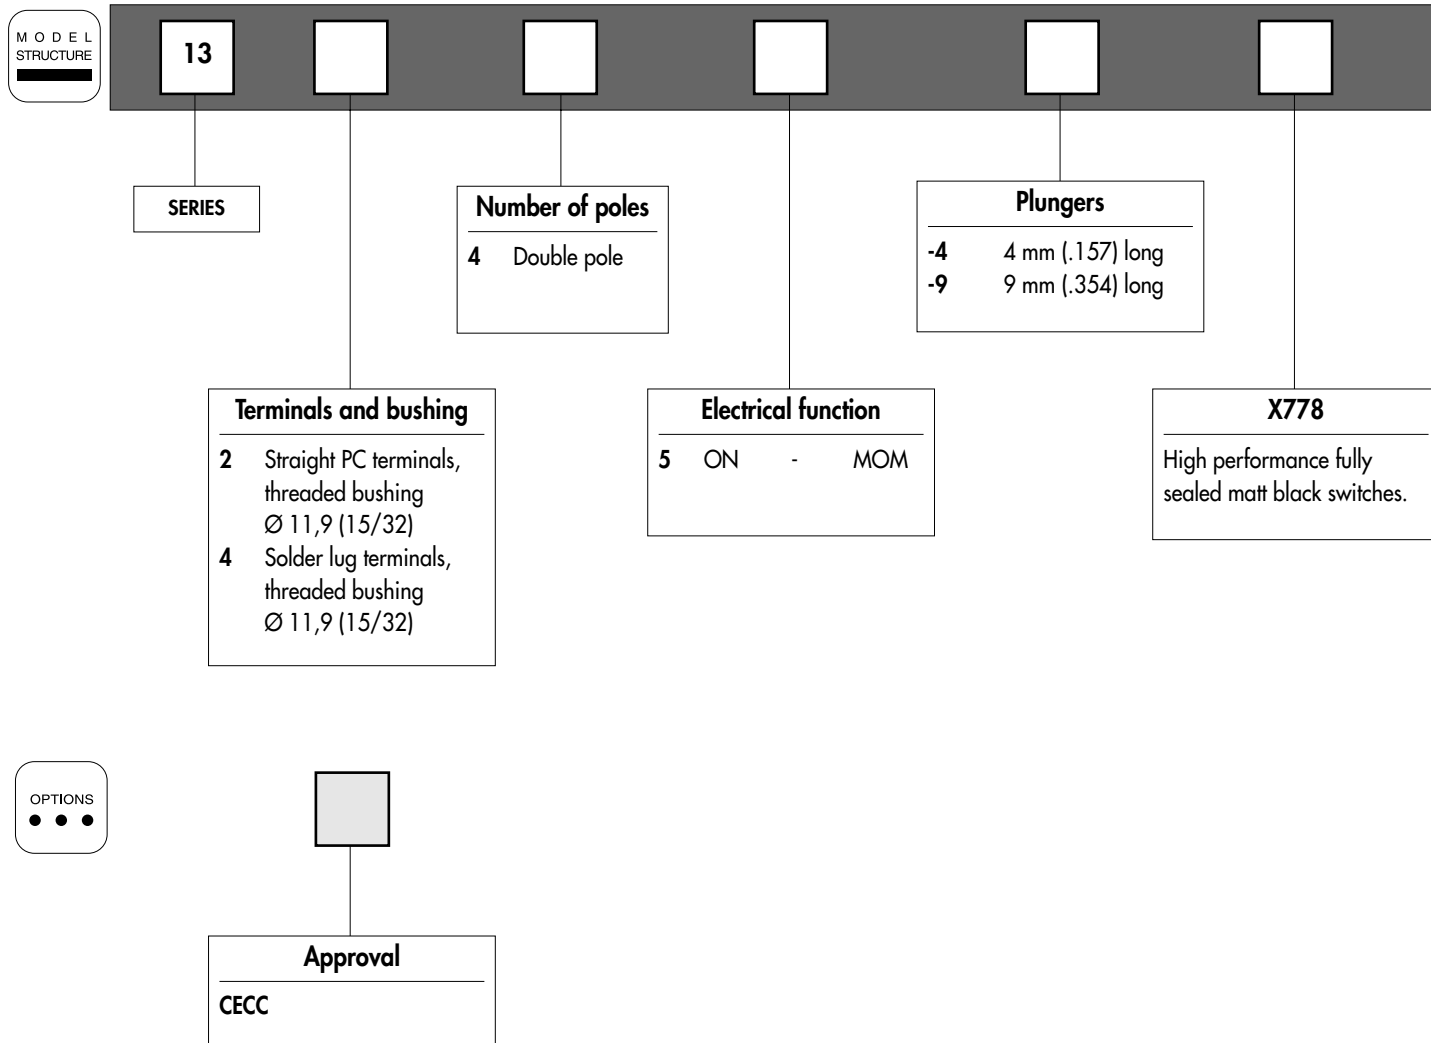 MODEL
STRUCTURE
13
SERIES
Number of poles
4 Double pole
Plungers
-4 4 mm (.157) long
-9 9 mm (.354) long
Terminals and bushing
2 Straight PC terminals,
threaded bushing
Ø 11,9 (15/32)
4 Solder lug terminals,
threaded bushing
Ø 11,9 (15/32)
Electrical function
5 ON - MOM
X778
High performance fully
sealed matt black switches.
OPTIONS
Approval
CECC